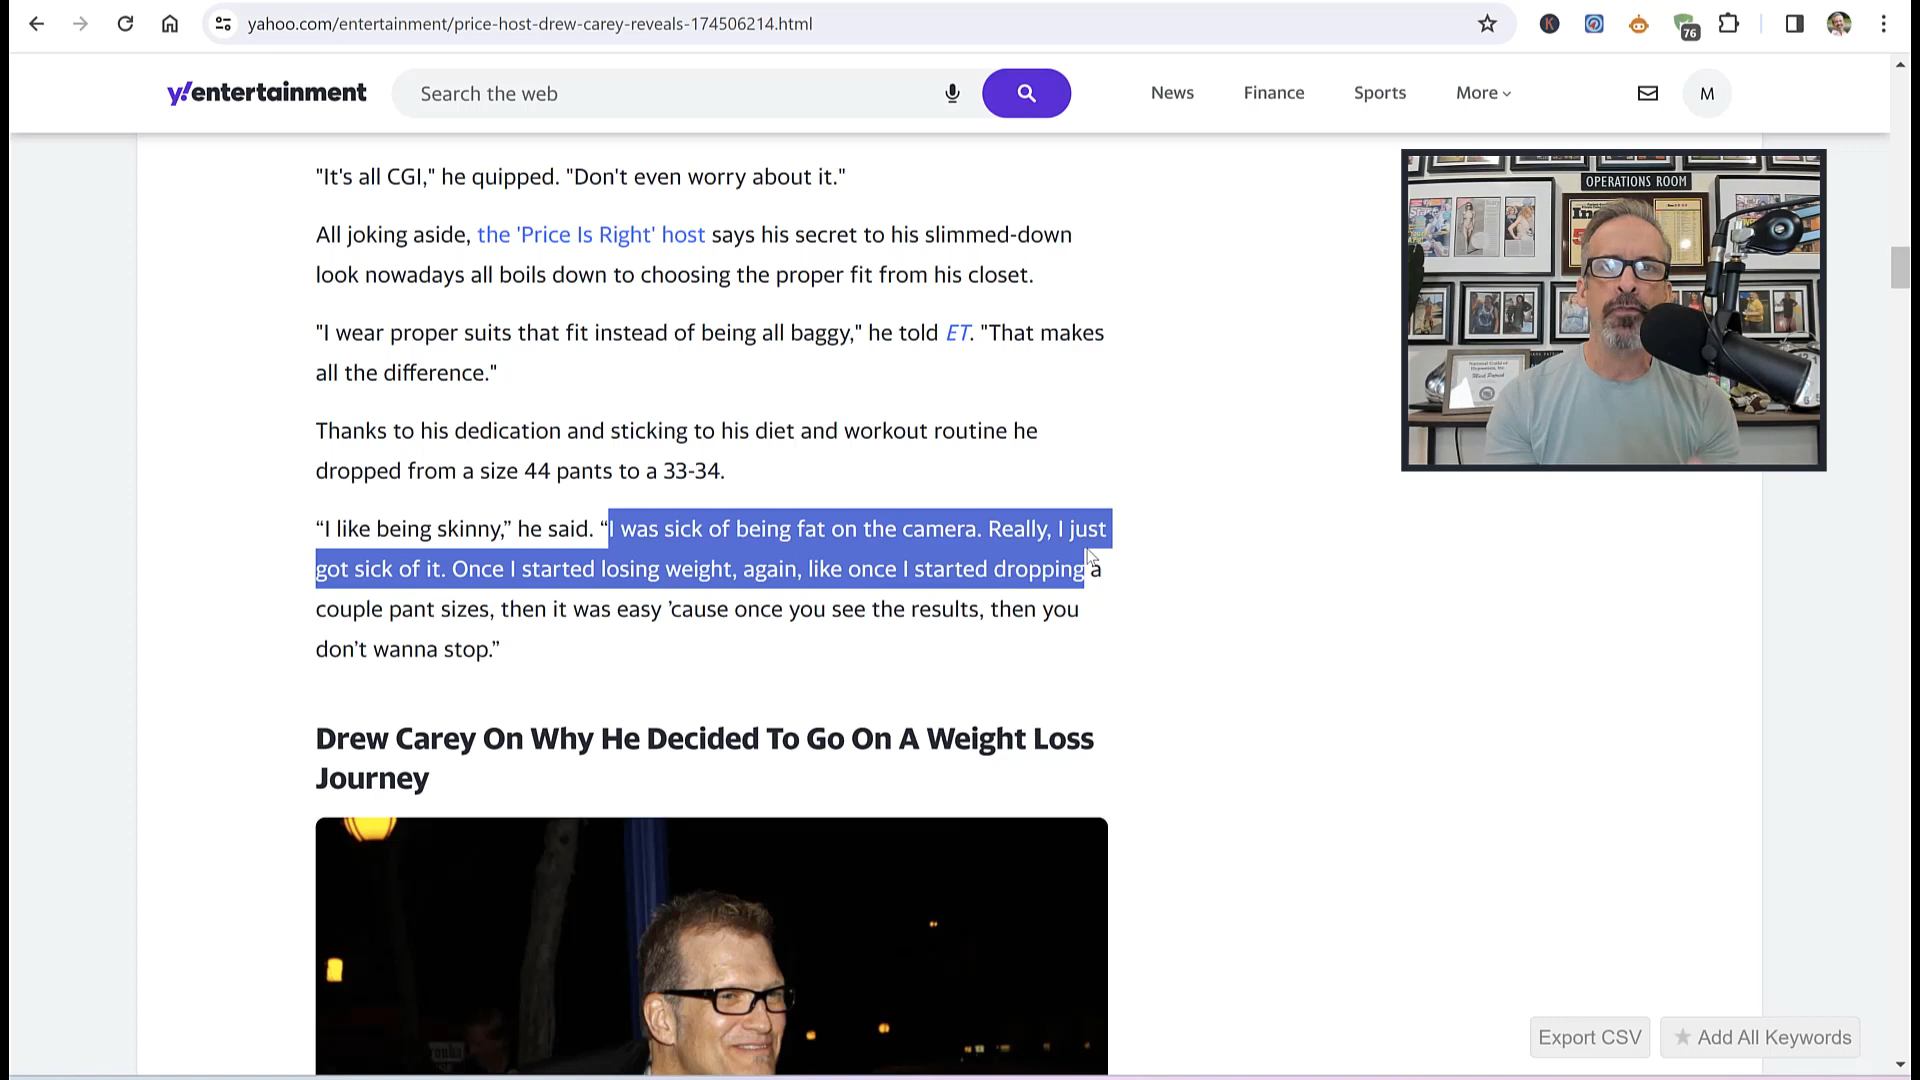 yahoo.com/entertainment/price-host-drew-carey-reveals-174506214.html
76
y!entertainment
Search the web
News
Finance
Sports
More
M
"It's all CGI," he quipped. "Don't even worry about it."
All joking aside, the 'Price Is Right' host says his secret to his slimmed-down
look nowadays all boils down to choosing the proper fit from his closet.
"I wear proper suits that fit instead of being all baggy," he told ET. "That makes
all the difference."
Thanks to his dedication and sticking to his diet and workout routine he
dropped from a size 44 pants to a 33-34.
“I like being skinny,” he said. “I was sick of being fat on the camera. Really, I just
got sick of it. Once I started losing weight, again, like once I started dropping a
couple pant sizes, then it was easy ’cause once you see the results, then you
don’t wanna stop.”
Drew Carey On Why He Decided To Go On A Weight Loss
Journey
OPERATIONS ROOM
Export CSV
★ Add All Keywords